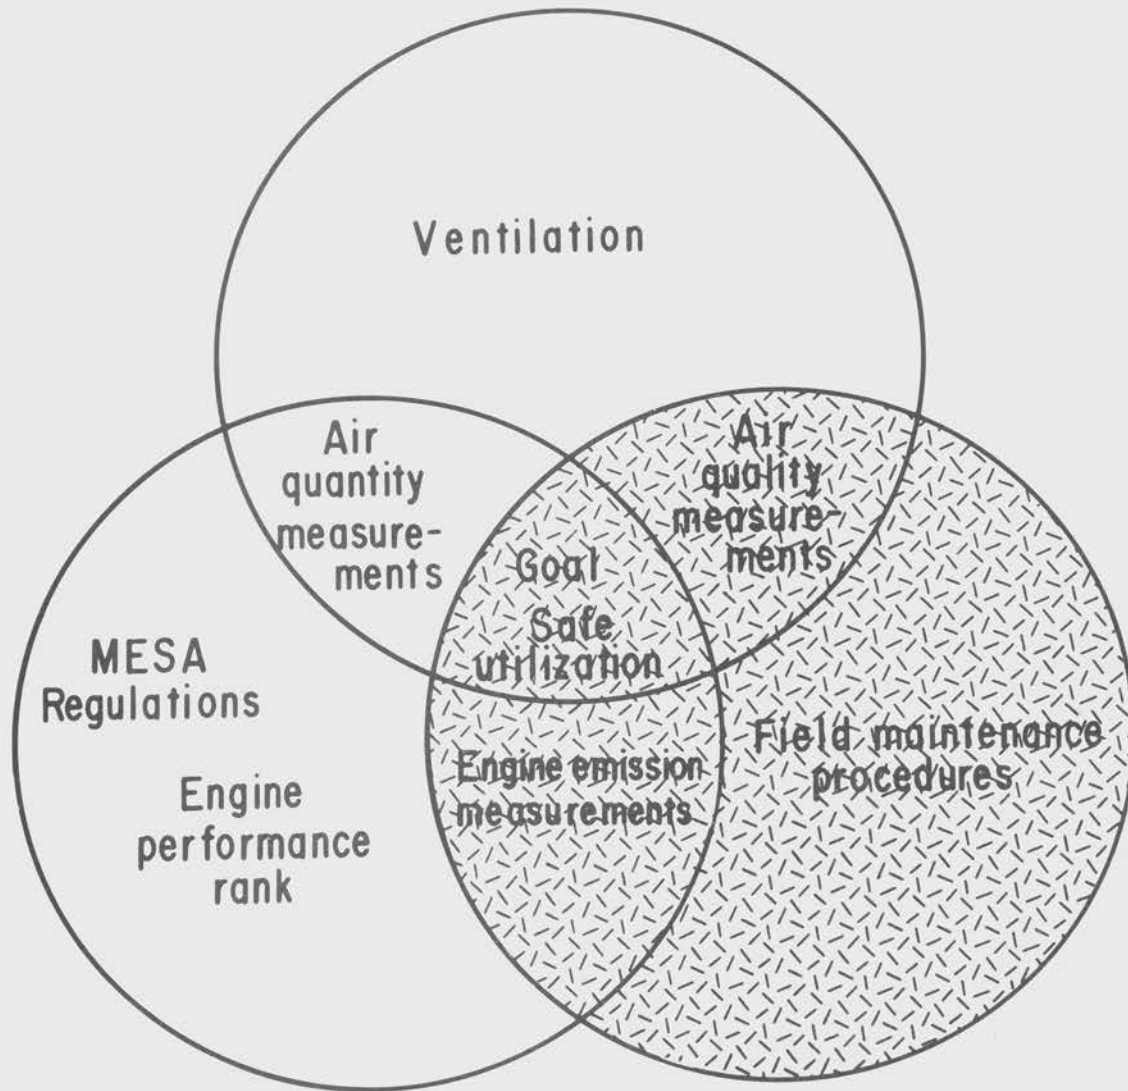 Ventilation
Air
quantity
measure-
ments
Air
quality
measure-
ments
Goal
Safe
utilization
MESA
Regulations
Engine
performance
rank
Engine emission
measurements
Field maintenance
procedures